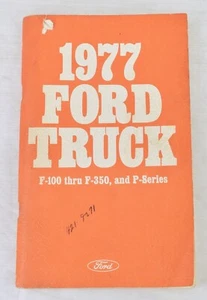 1977
FORD
TRUCK
F-100 thru F-350, and P-Series
Ford